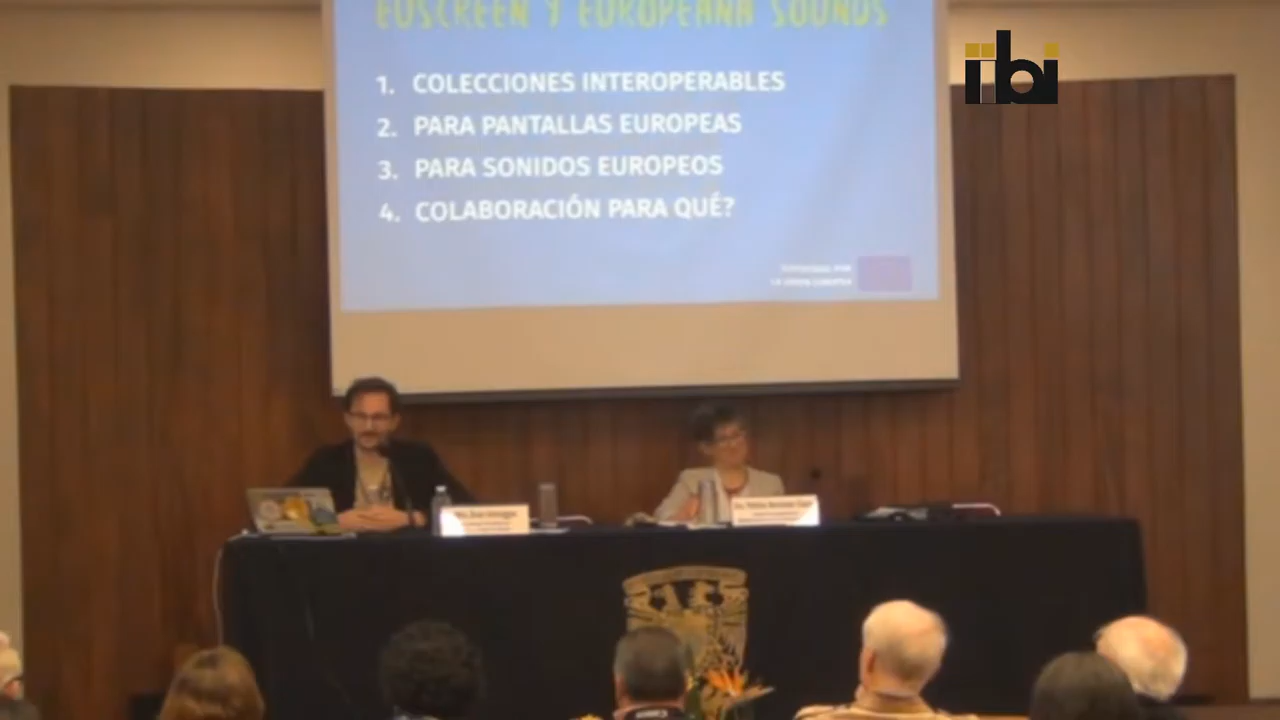 EUSCREEN Y EUROPEANA SOUNDS
iibi
1. COLECCIONES INTEROPERABLES
2. PARA PANTALLAS EUROPEAS
3. PARA SONIDOS EUROPEOS
4. COLABORACIÓN PARA QUÉ?